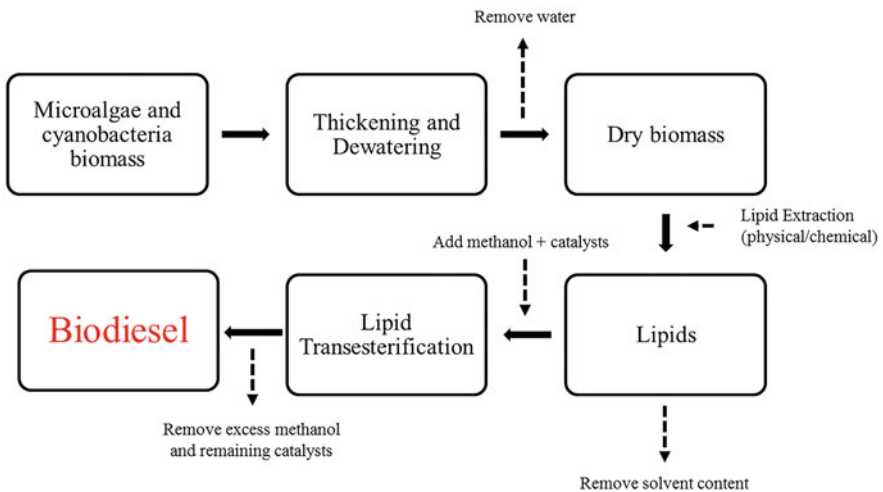 Remove water
Microalgae and
cyanobacteria
biomass
Thickening and
Dewatering
Dry biomass
Lipid Extraction
(physical/chemical)
Add methanol + catalysts
Biodiesel
Lipid
Transesterification
Lipids
Remove excess methanol
and remaining catalysts
Remove solvent content